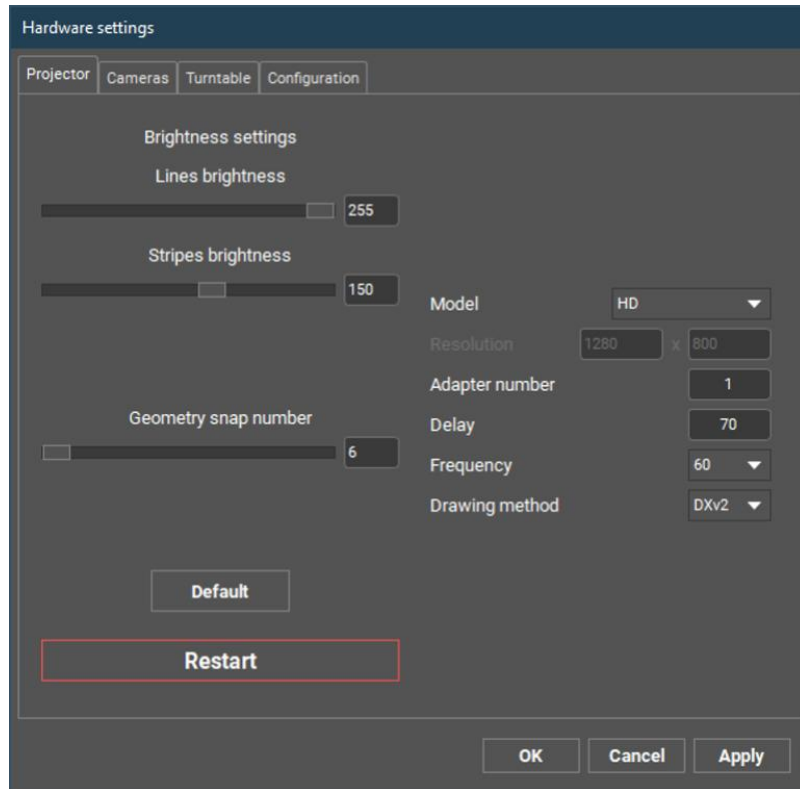 Hardware settings
Projector Cameras Turntable Configuration
Brightness settings
Lines brightness
255
Stripes brightness
150
Geometry snap number
6
Default
Restart
Model HD
Resolution 1280 x 800
Adapter number 1
Delay 70
Frequency 60
Drawing method DXv2
OK Cancel Apply